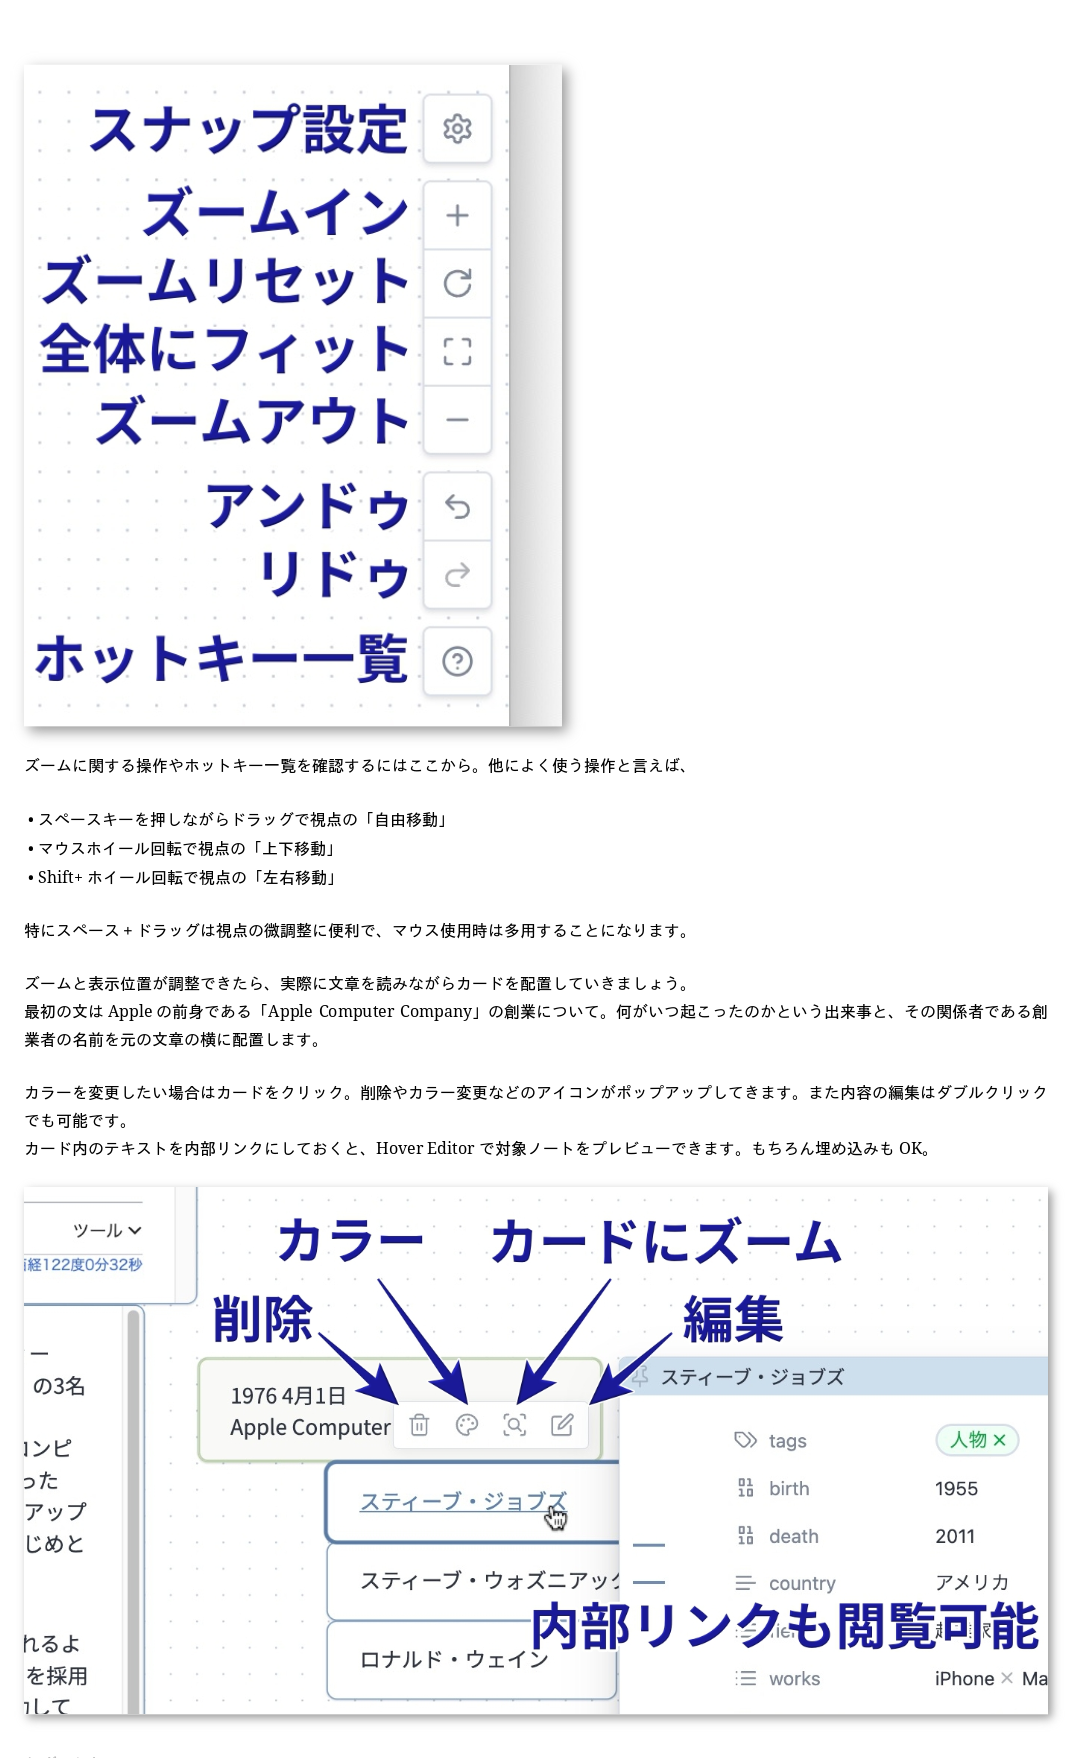 スナップ設定
ズームイン
ズームリセット
全体にフィット
ズームアウト
アンドゥ
リドゥ
ホットキー一覧
ズームに関する操作やホットキー一覧を確認するにはここから。他によく使う操作と言えば、
• スペースキーを押しながらドラッグで視点の「自由移動」
• マウスホイール回転で視点の「上下移動」
• Shift+ ホイール回転で視点の「左右移動」
特にスペース + ドラッグは視点の微調整に便利で、マウス使用時は多用することになります。
ズームと表示位置が調整できたら、実際に文章を読みながらカードを配置していきましょう。
最初の文は Apple の前身である「Apple Computer Company」の創業について。何がいつ起こったのかという出来事と、その関係者である創
業者の名前を元の文章の横に配置します。
カラーを変更したい場合はカードをクリック。削除やカラー変更などのアイコンがポップアップしてきます。また内容の編集はダブルクリック
でも可能です。
カード内のテキストを内部リンクにしておくと、Hover Editor で対象ノートをプレビューできます。もちろん埋め込みも OK。
ツール
経122度0分32秒
カラー
カードにズーム
削除
編集
ー
の3名
コンピ
った
アップ
じめと
れるよ
を採用
して
1976 4月1日
Apple Computer
スティーブ・ジョブズ
スティーブ・ウォズニアック
ロナルド・ウェイン
スティーブ・ジョブズ
tags 人物 ×
birth 1955
death 2011
country アメリカ
内部リンクも閲覧可能
works iPhone × Ma